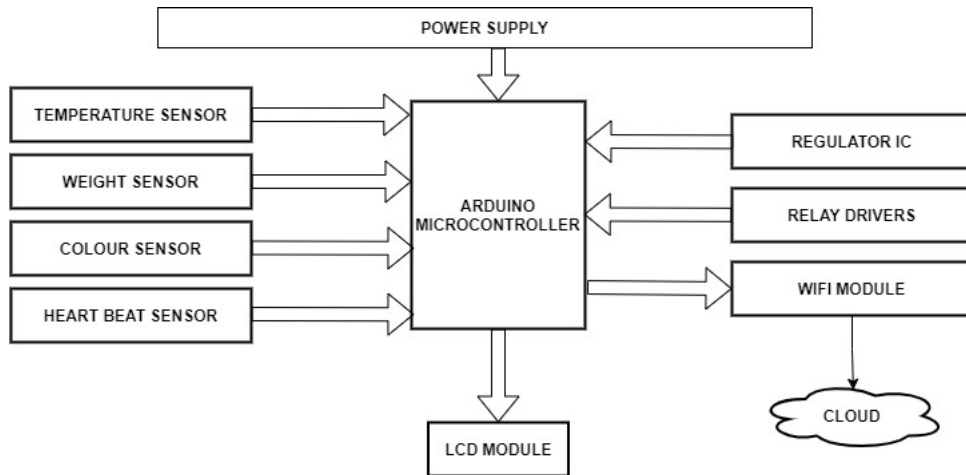 POWER SUPPLY
TEMPERATURE SENSOR
WEIGHT SENSOR
COLOUR SENSOR
HEART BEAT SENSOR
ARDUINO
MICROCONTROLLER
REGULATOR IC
RELAY DRIVERS
WIFI MODULE
CLOUD
LCD MODULE